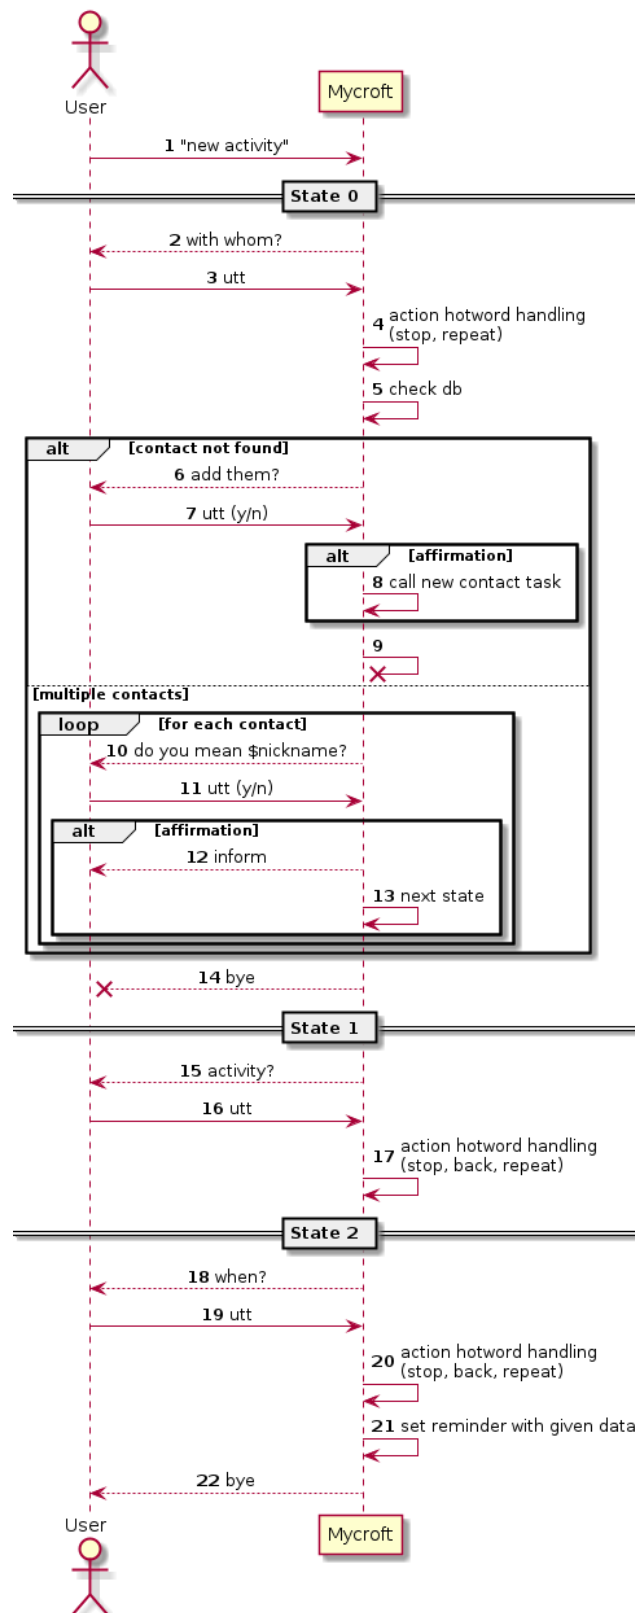 User
Mycroft
1 "new activity"
State 0
2 with whom?
3 utt
4 action hotword handling
(stop, repeat)
5 check db
alt [contact not found]
6 add them?
7 utt (y/n)
alt [affirmation]
8 call new contact task
9
[multiple contacts]
loop [for each contact]
10 do you mean $nickname?
11 utt (y/n)
alt [affirmation]
12 inform
13 next state
14 bye
State 1
15 activity?
16 utt
17 action hotword handling
(stop, back, repeat)
State 2
18 when?
19 utt
20 action hotword handling
(stop, back, repeat)
21 set reminder with given data
22 bye
User
Mycroft